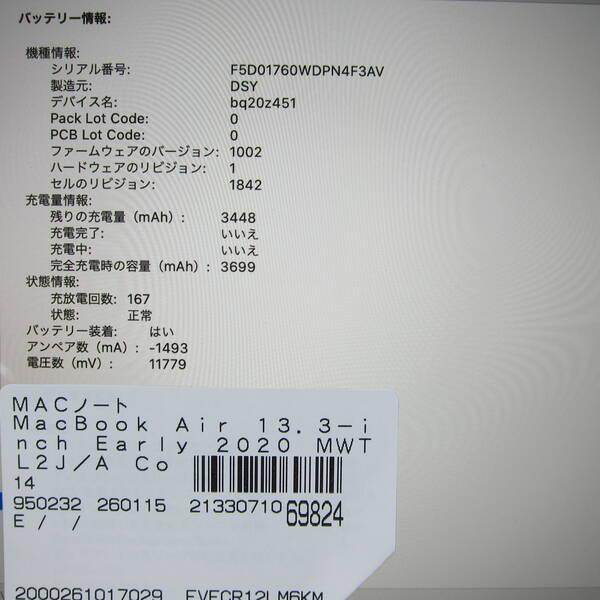 バッテリー情報:
機種情報:
シリアル番号: F5D01760WDPN4F3AV
製造元: DSY
デバイス名: bq20z451
Pack Lot Code: 0
PCB Lot Code: 0
ファームウェアのバージョン: 1002
ハードウェアのリビジョン: 1
セルのリビジョン: 1842
充電量情報:
残りの充電量（mAh）: 3448
充電完了: いいえ
充電中: いいえ
完全充電時の容量（mAh）: 3699
状態情報:
充放電回数: 167
状態: 正常
バッテリー装着: はい
アンペア数（mA）: -1493
電圧数（mV）: 11779
MACノート
MacBook Air 13.3-i
nch Early 2020 MWT
L2J/A Co
14
950232 260115 21330710 69824
E / /
2000261017029 FVFCR12LM6KM